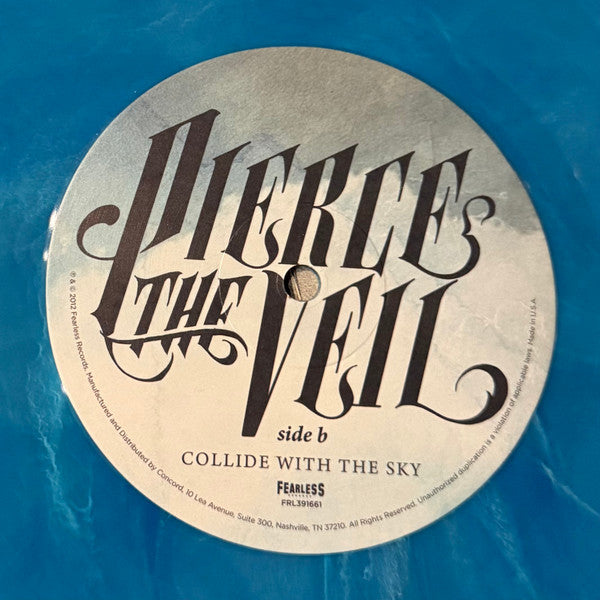 PIERCE
THE VEIL
side b
COLLIDE WITH THE SKY
FEARLESS
RECORDS
FRL391661
℗ & © 2012 Fearless Records. Manufactured and Distributed by Concord, 10 Lea Avenue, Suite 300, Nashville, TN 37210. All Rights Reserved. Unauthorized duplication is a violation of applicable laws. Made in U.S.A.